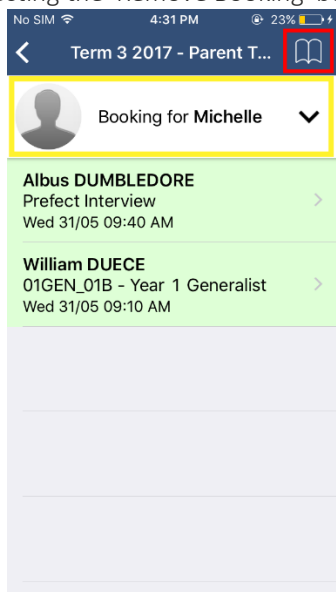 No SIM 4:31 PM 23%
Term 3 2017 - Parent T...
Booking for Michelle
Albus DUMBLEDORE
Prefect Interview
Wed 31/05 09:40 AM
William DUECE
01GEN_01B - Year 1 Generalist
Wed 31/05 09:10 AM